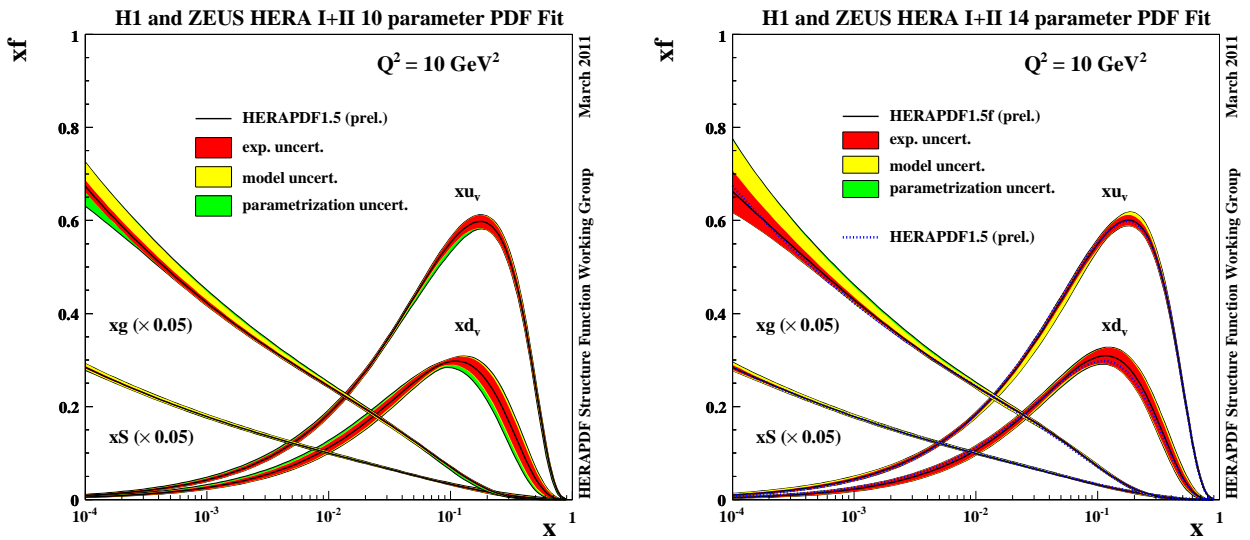 H1 and ZEUS HERA I+II 10 parameter PDF Fit
xf
1
0.8
0.6
0.4
0.2
0
Q² = 10 GeV²
HERAPDF1.5 (prel.)
exp. uncert.
model uncert.
parametrization uncert.
xuᵥ
xdᵥ
xg (× 0.05)
xS (× 0.05)
10⁻⁴ 10⁻³ 10⁻² 10⁻¹ 1
x
HERAPDF Structure Function Working Group March 2011
H1 and ZEUS HERA I+II 14 parameter PDF Fit
xf
1
0.8
0.6
0.4
0.2
0
Q² = 10 GeV²
HERAPDF1.5f (prel.)
exp. uncert.
model uncert.
parametrization uncert.
HERAPDF1.5 (prel.)
xuᵥ
xdᵥ
xg (× 0.05)
xS (× 0.05)
10⁻⁴ 10⁻³ 10⁻² 10⁻¹ 1
x
HERAPDF Structure Function Working Group March 2011